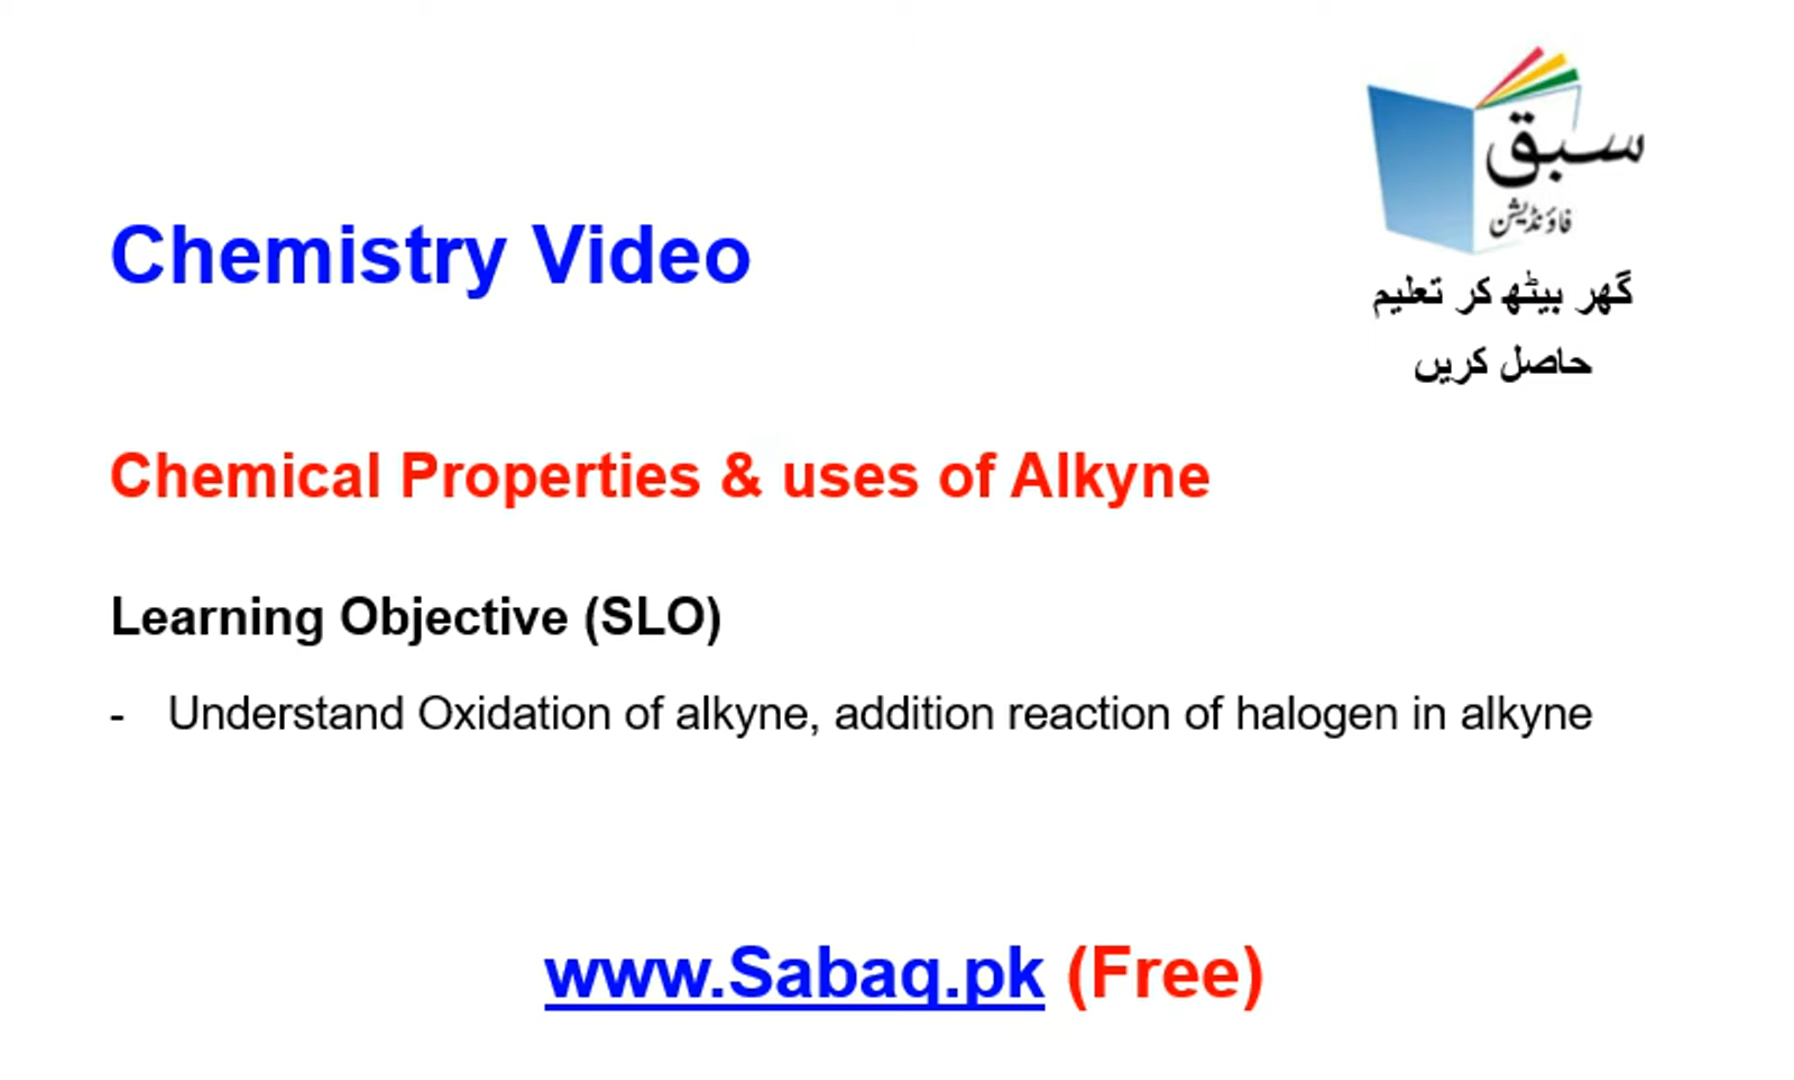 سبق
فاؤنڈیشن
گھر بیٹھ کر تعلیم
حاصل کریں
Chemistry Video
Chemical Properties & uses of Alkyne
Learning Objective (SLO)
- Understand Oxidation of alkyne, addition reaction of halogen in alkyne
www.Sabaq.pk (Free)